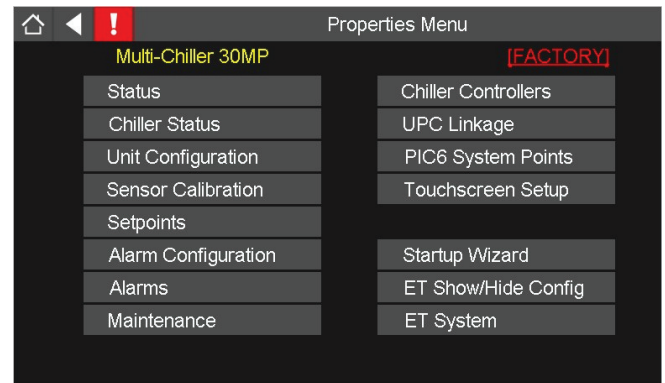 Properties Menu
Multi-Chiller 30MP [FACTORY]
Status
Chiller Status
Unit Configuration
Sensor Calibration
Setpoints
Alarm Configuration
Alarms
Maintenance
Chiller Controllers
UPC Linkage
PIC6 System Points
Touchscreen Setup
Startup Wizard
ET Show/Hide Config
ET System